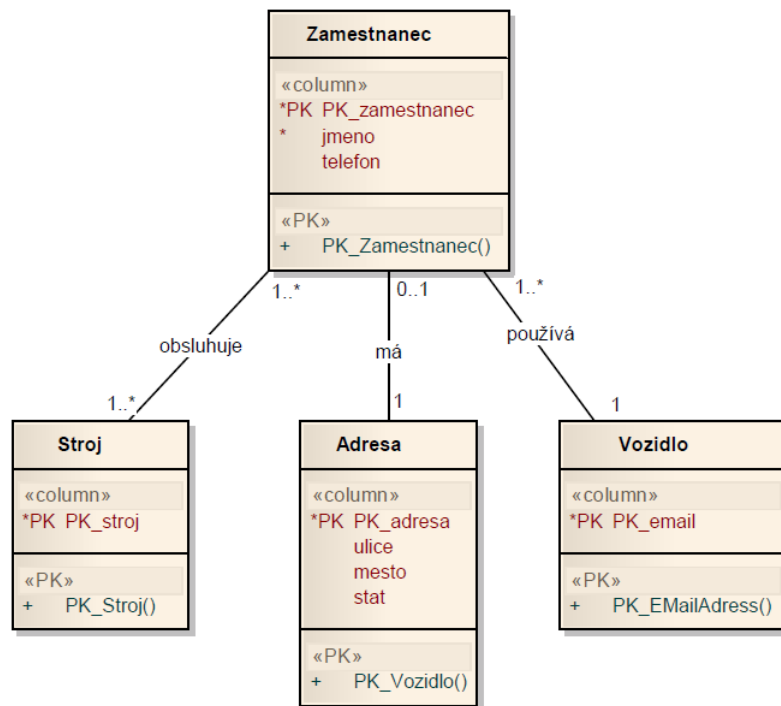 Zamestnanec
«column»
*PK PK_zamestnanec
* jmeno
telefon
«PK»
+ PK_Zamestnanec()
1..* 0..1 1..*
obsluhuje má používá
1..* 1 1
Stroj
«column»
*PK PK_stroj
«PK»
+ PK_Stroj()
Adresa
«column»
*PK PK_adresa
ulice
mesto
stat
«PK»
+ PK_Vozidlo()
Vozidlo
«column»
*PK PK_email
«PK»
+ PK_EMailAdress()